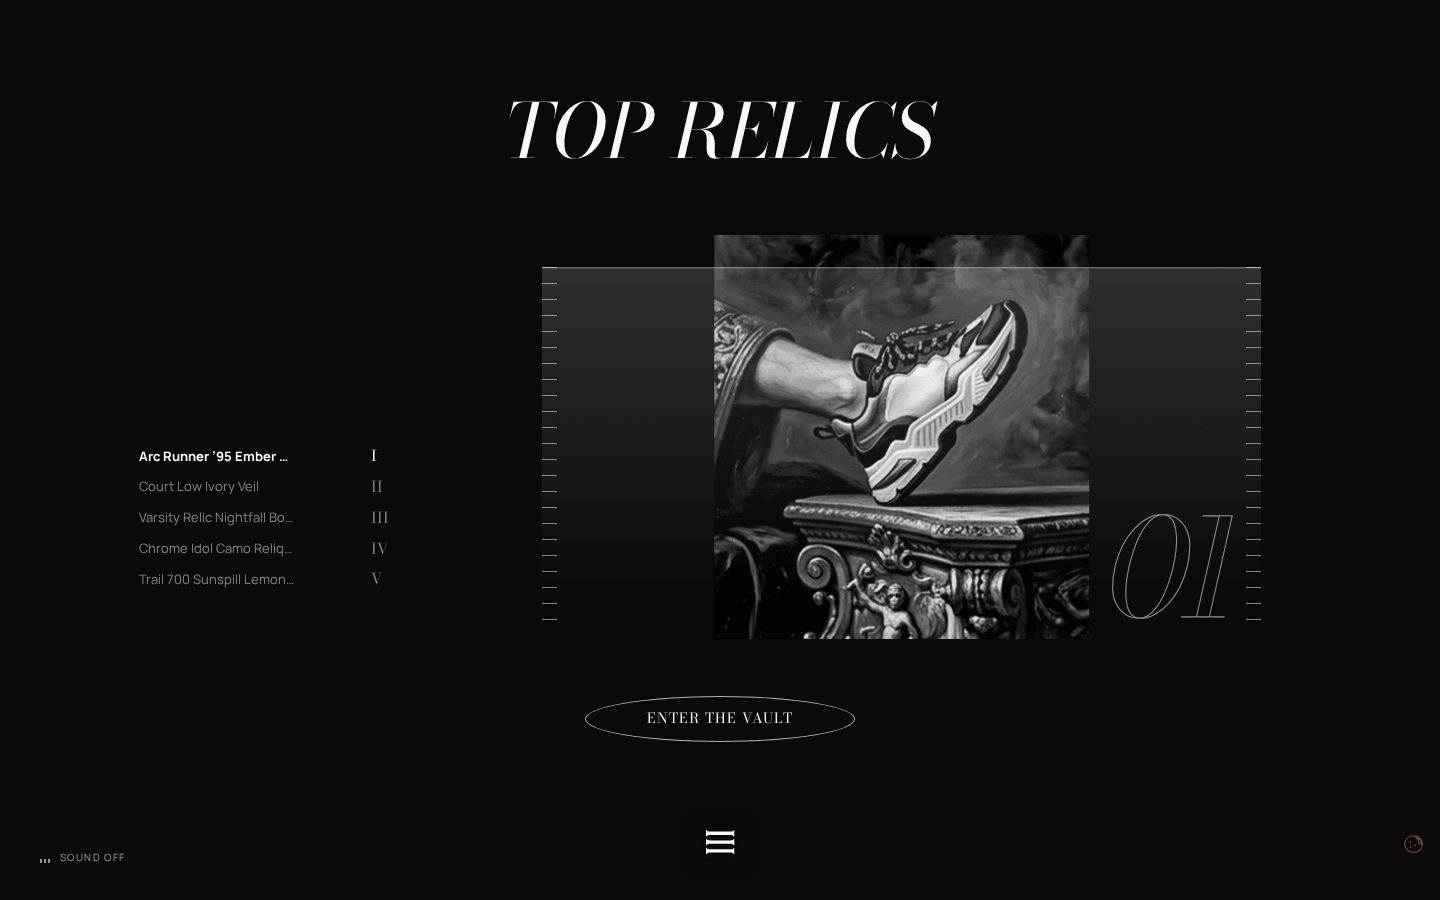 TOP RELICS
Arc Runner ’95 Ember ... I
Court Low Ivory Veil II
Varsity Relic Nightfall Bo... III
Chrome Idol Camo Reliq... IV
Trail 700 Sunspill Lemon... V
01
ENTER THE VAULT
SOUND OFF